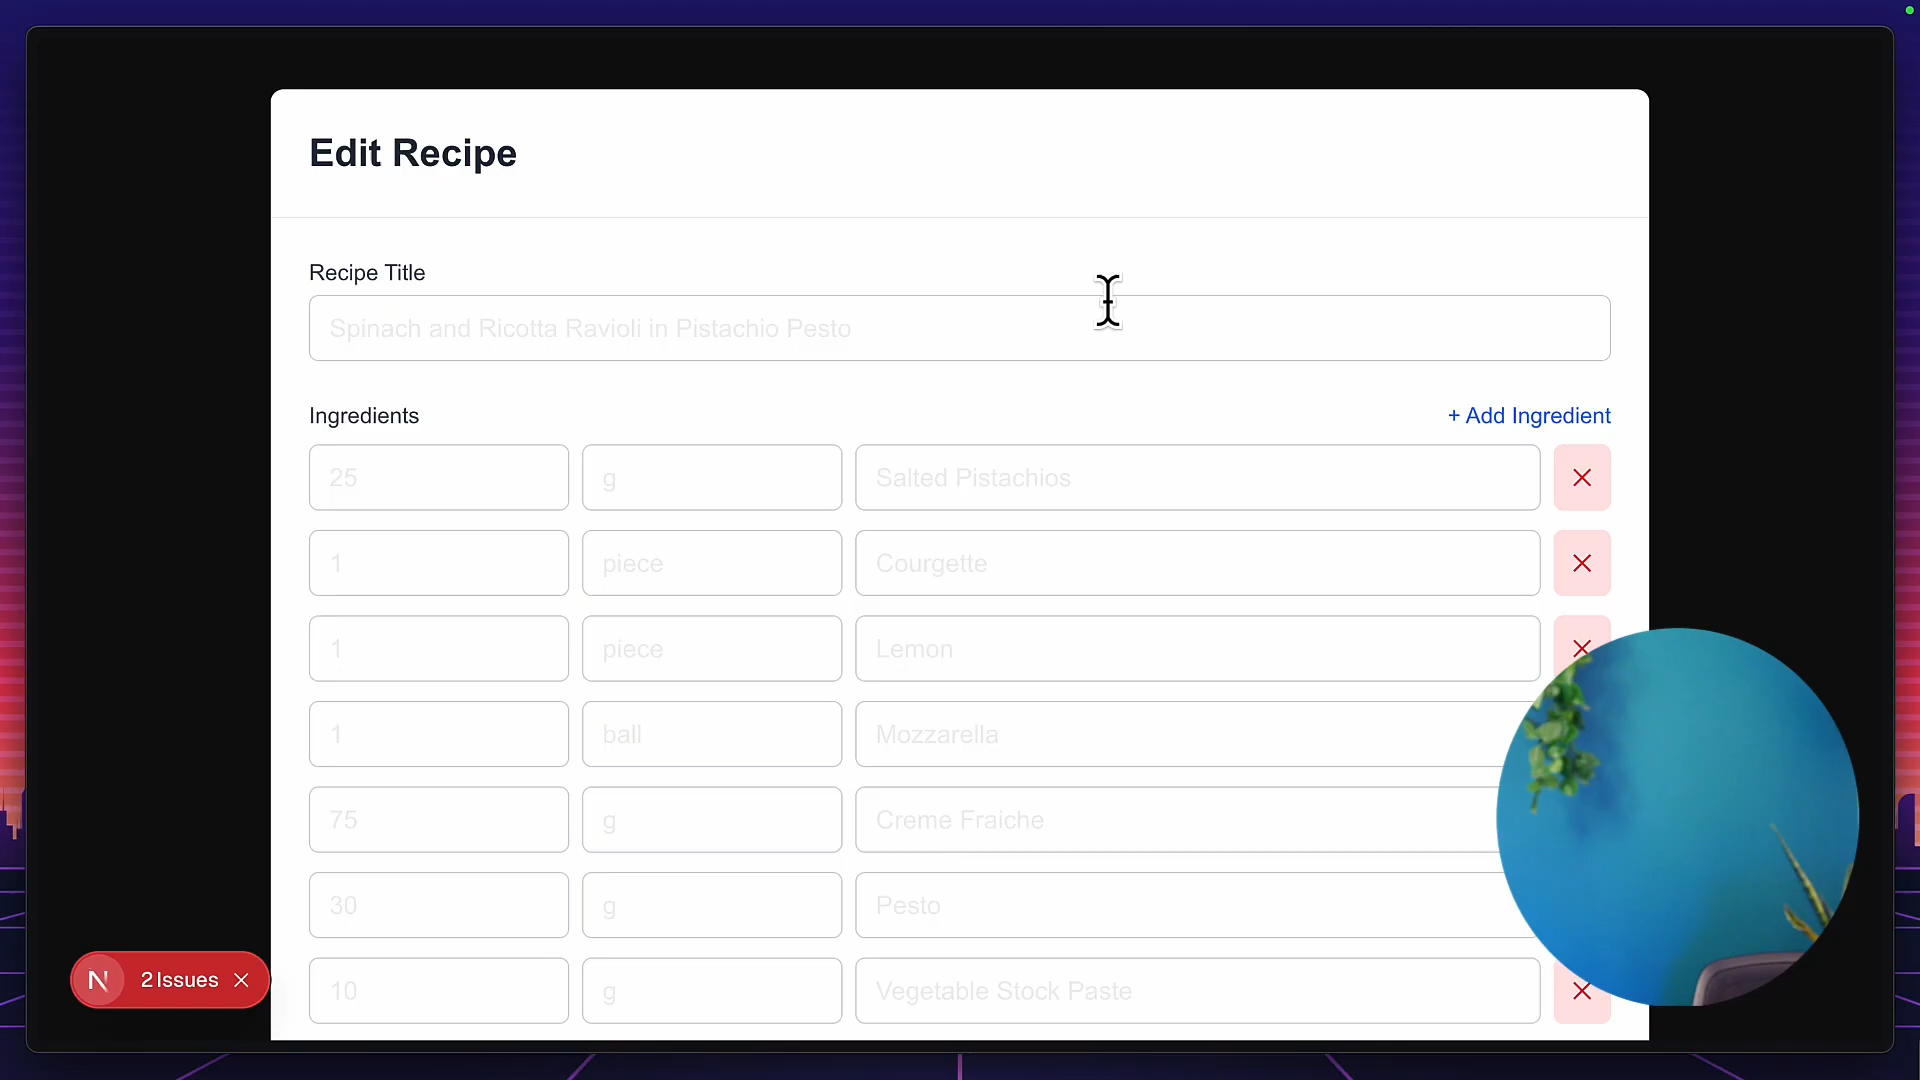 Edit Recipe
Recipe Title
Spinach and Ricotta Ravioli in Pistachio Pesto
Ingredients
+ Add Ingredient
25 g Salted Pistachios
1 piece Courgette
1 piece Lemon
1 ball Mozzarella
75 g Creme Fraiche
30 g Pesto
10 g Vegetable Stock Paste
N 2 Issues